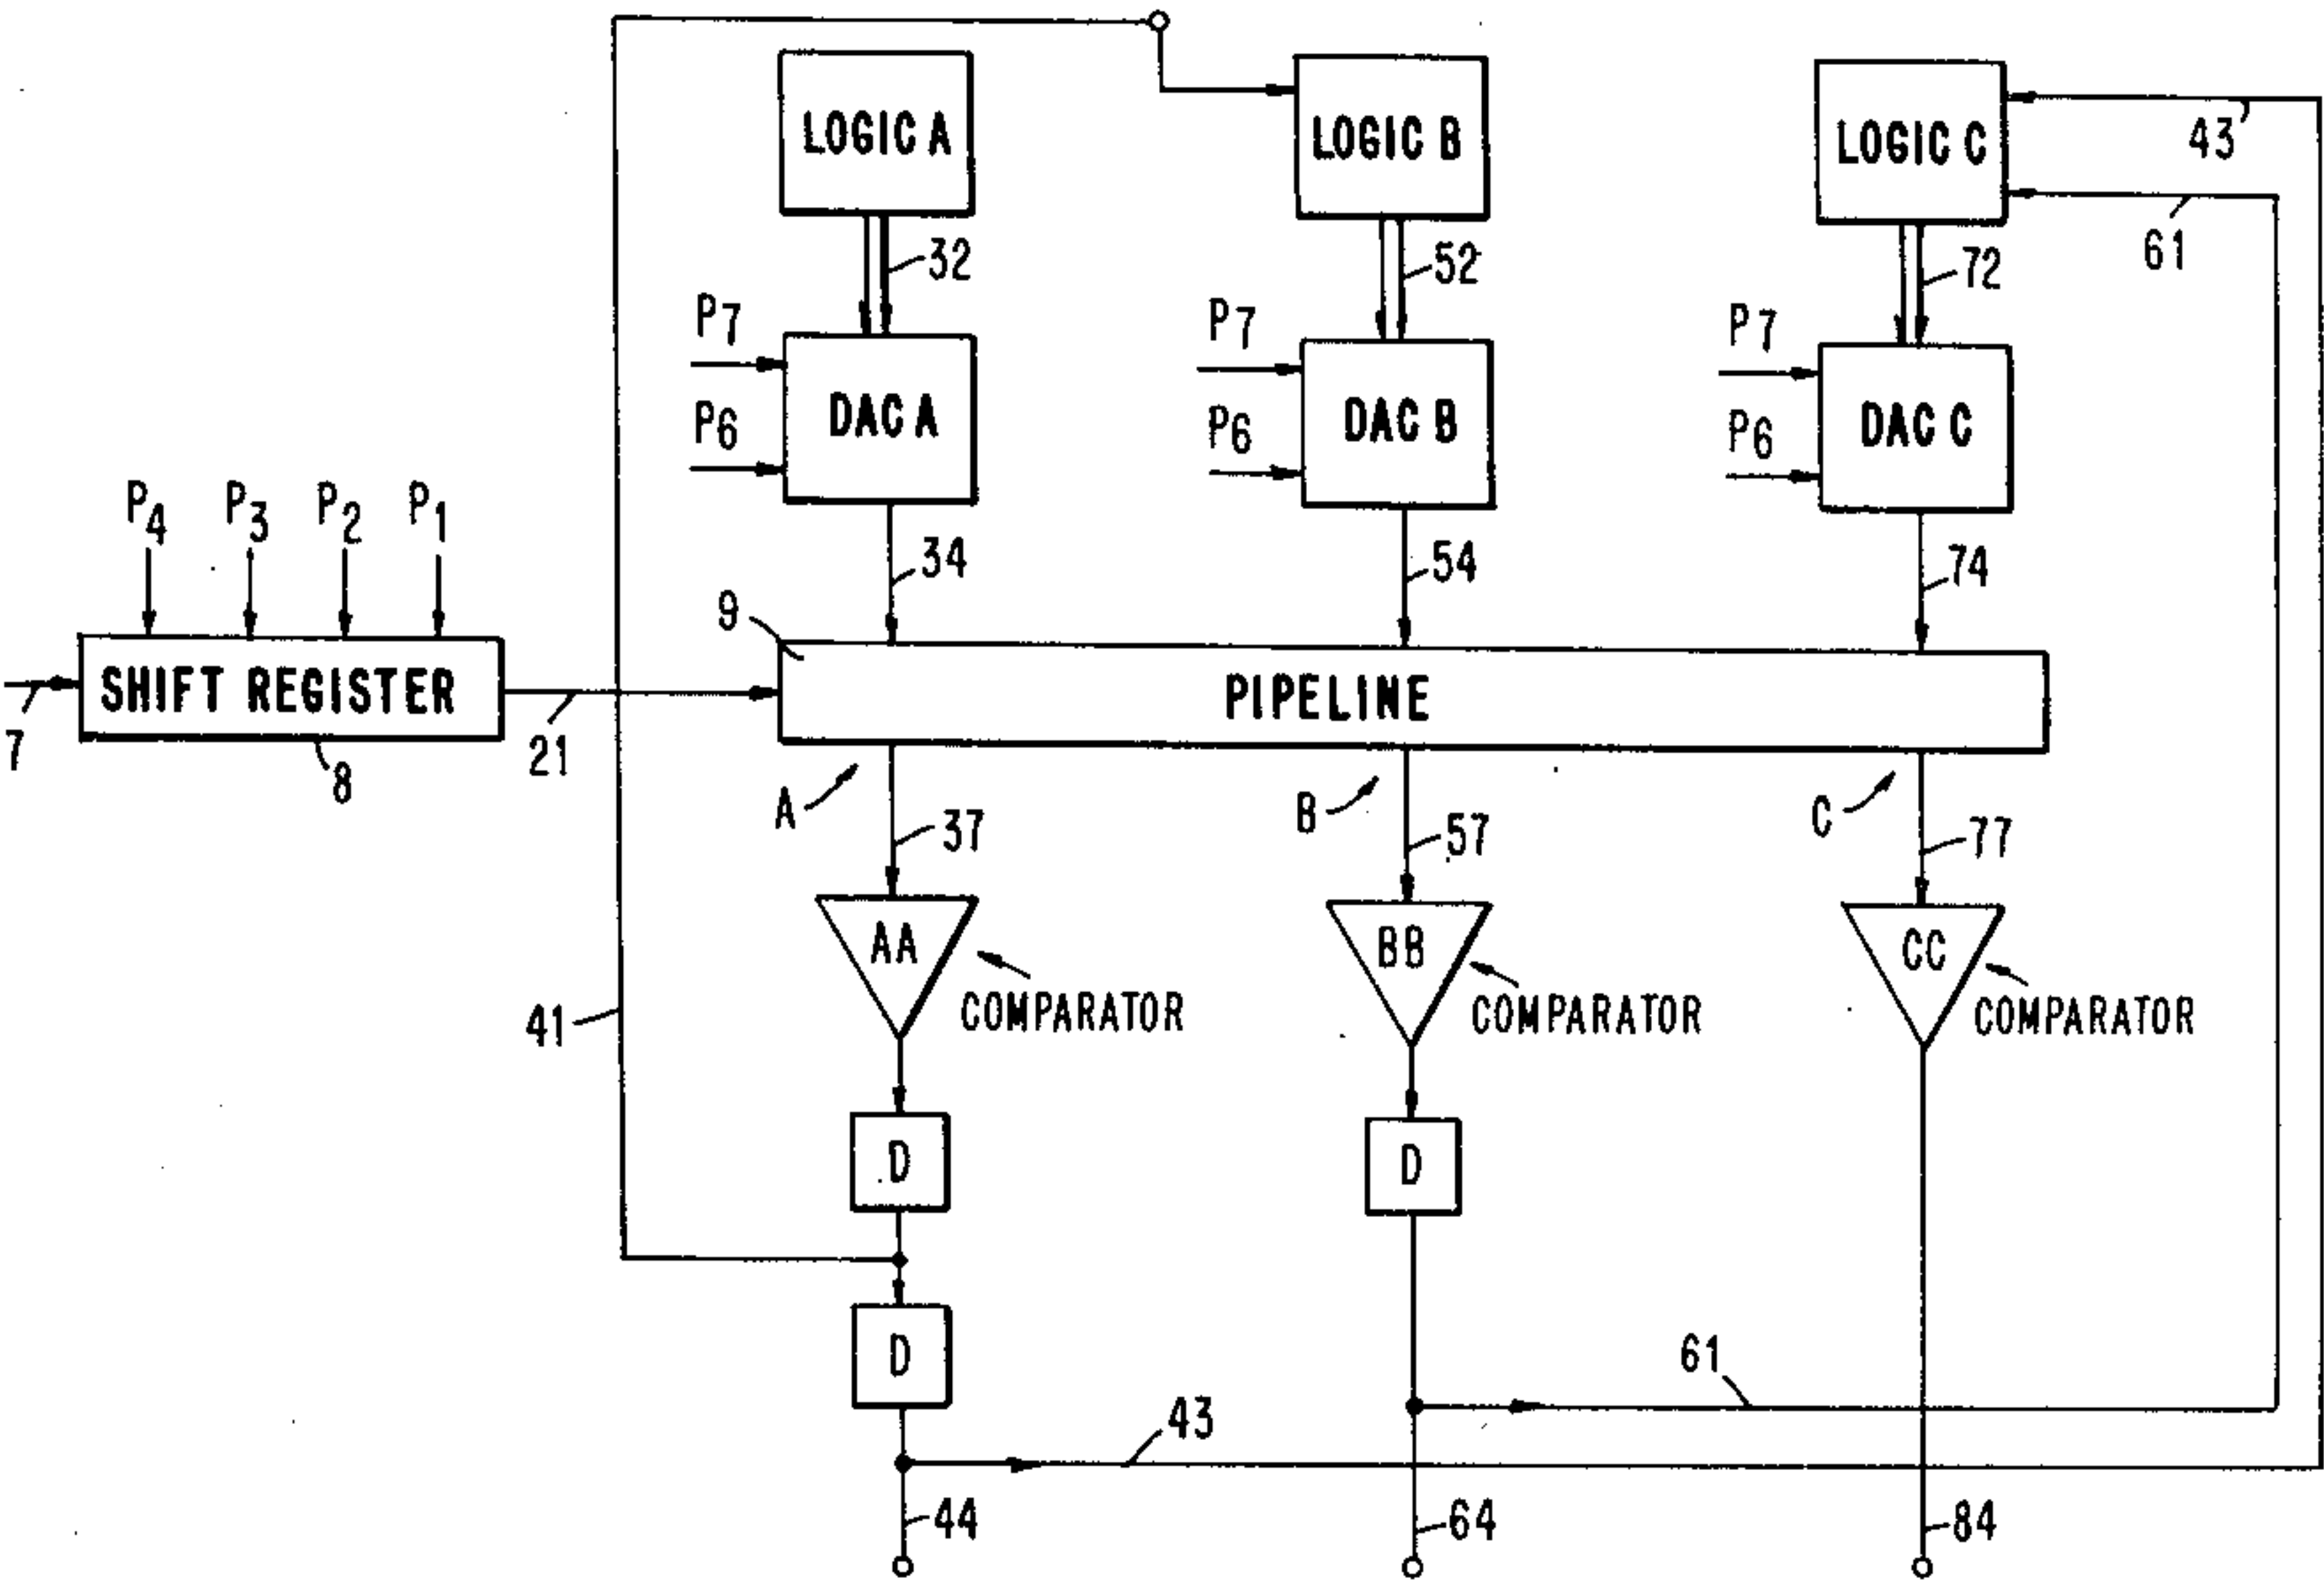 LOGIC A
LOGIC B
LOGIC C
43
61
32
52
72
P7
P7
P7
P6
P6
P6
DAC A
DAC B
DAC C
P4
P3
P2
P1
34
54
74
9
SHIFT REGISTER
PIPELINE
7
8
21
A
B
C
37
57
77
AA
BB
CC
COMPARATOR
COMPARATOR
COMPARATOR
41
D
D
D
61
43
44
64
84